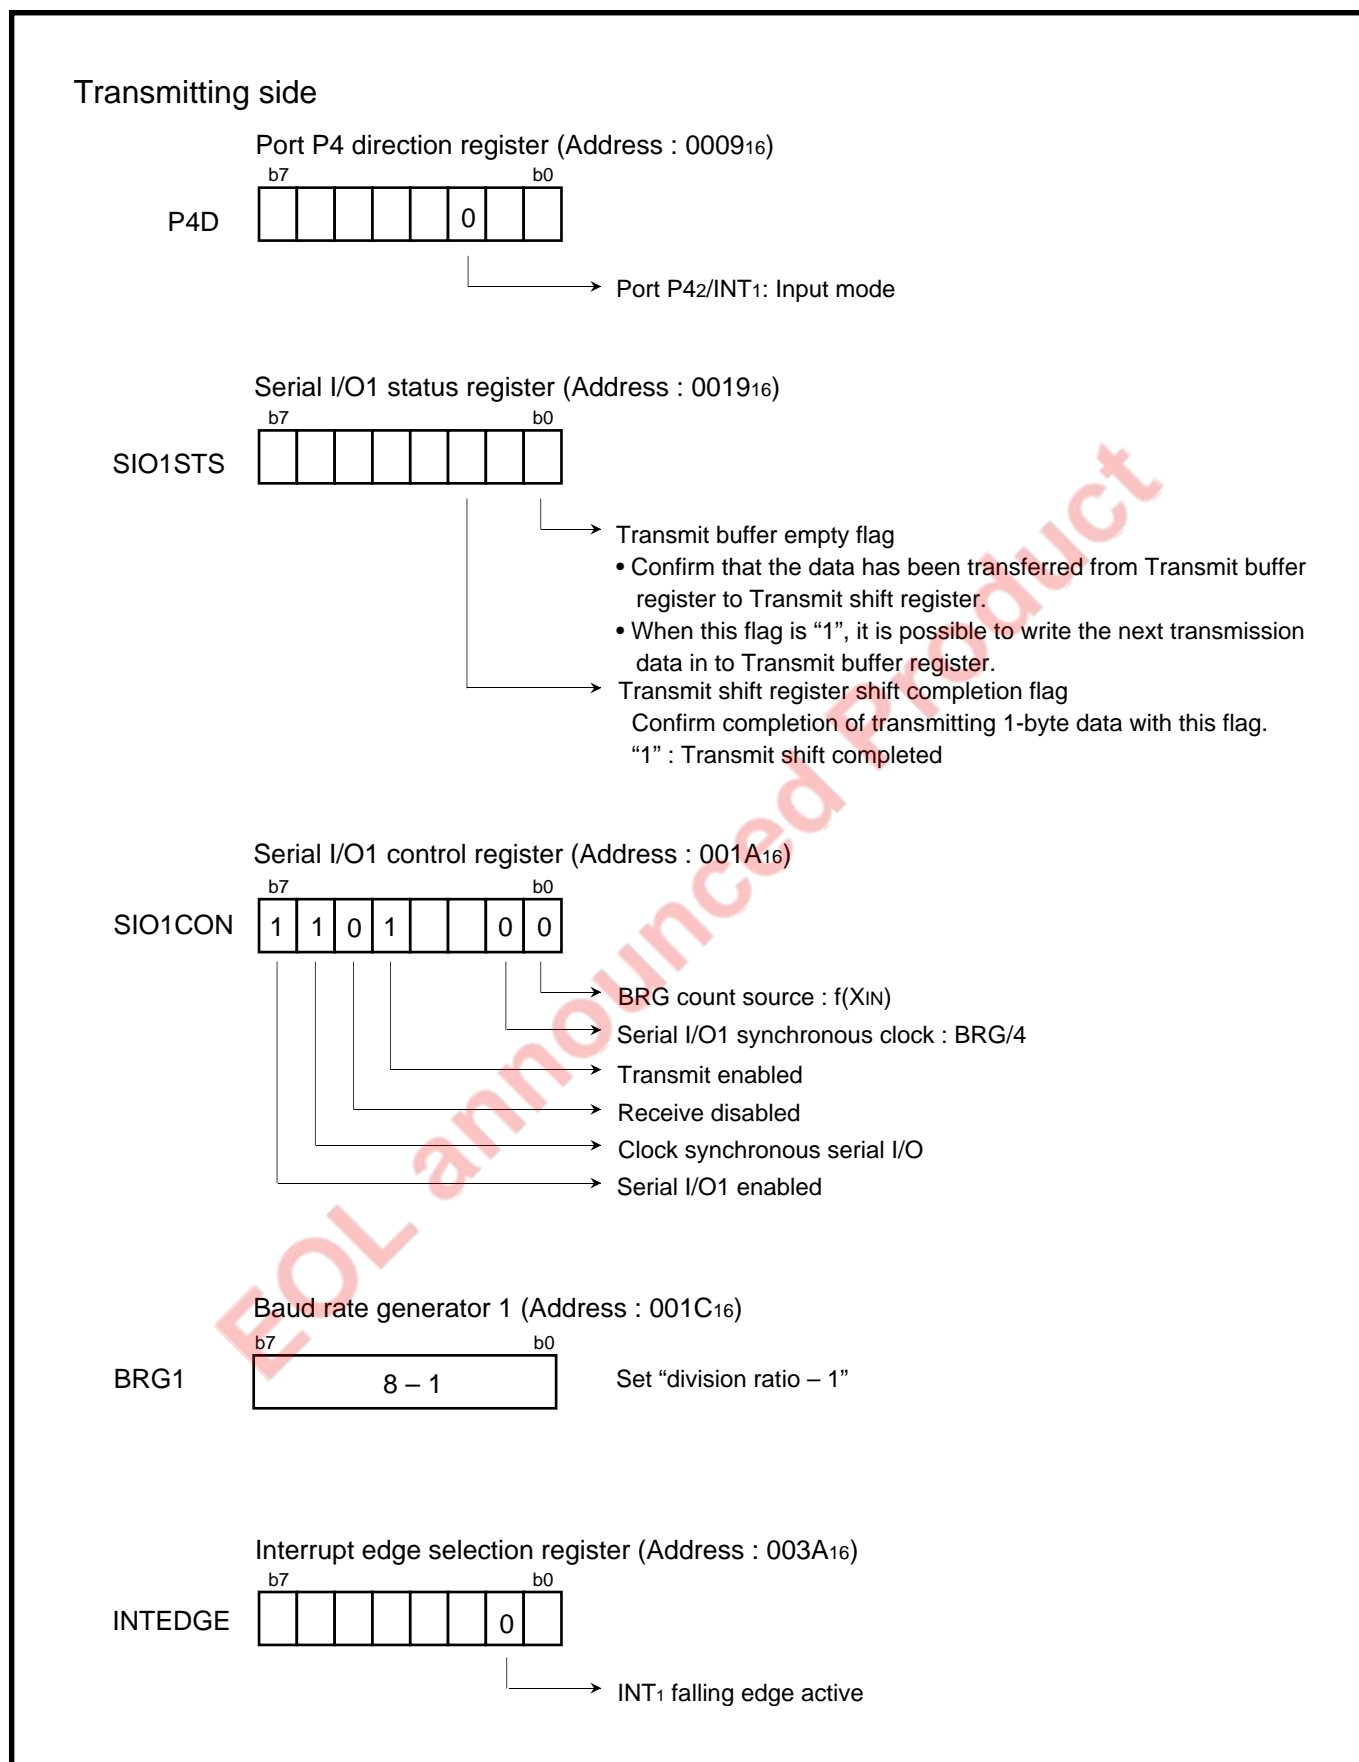 Transmitting side
Port P4 direction register (Address : 000916)
b7 b0
P4D 0
Port P42/INT1: Input mode
Serial I/O1 status register (Address : 001916)
b7 b0
SIO1STS
Transmit buffer empty flag
• Confirm that the data has been transferred from Transmit buffer
register to Transmit shift register.
• When this flag is “1”, it is possible to write the next transmission
data in to Transmit buffer register.
Transmit shift register shift completion flag
Confirm completion of transmitting 1-byte data with this flag.
“1” : Transmit shift completed
Serial I/O1 control register (Address : 001A16)
b7 b0
SIO1CON 1 1 0 1 0 0
BRG count source : f(XIN)
Serial I/O1 synchronous clock : BRG/4
Transmit enabled
Receive disabled
Clock synchronous serial I/O
Serial I/O1 enabled
Baud rate generator 1 (Address : 001C16)
b7 b0
BRG1 8 – 1 Set “division ratio – 1”
Interrupt edge selection register (Address : 003A16)
b7 b0
INTEDGE 0
INT1 falling edge active
EOL announced Product